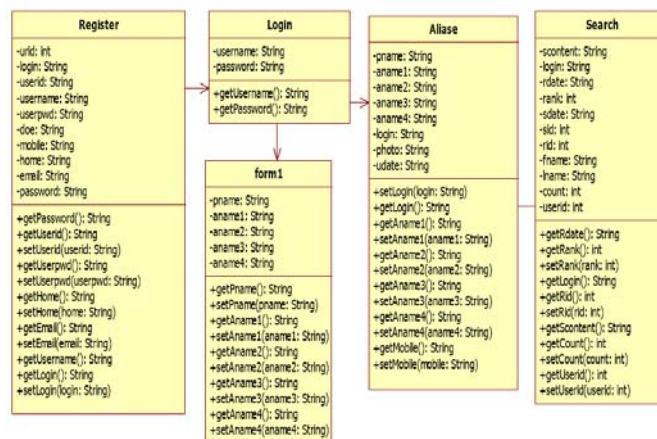 Register
-urid: int
-login: String
-userid: String
-username: String
-userpwd: String
-doe: String
-mobile: String
-home: String
-email: String
-password: String
+getPassword(): String
+getUserid(): String
+setUserid(userid: String)
+getUserpwd(): String
+setUserpwd(userpwd: String)
+getHome(): String
+setHome(home: String)
+getEmail(): String
+setEmail(email: String)
+getUsername(): String
+getLogin(): String
+setLogin(login: String)
Login
-username: String
-password: String
+getUsername(): String
+getPassword(): String
form1
-pname: String
-aname1: String
-aname2: String
-aname3: String
-aname4: String
+getPname(): String
+setPname(pname: String)
+getAname1(): String
+setAname1(aname1: String)
+getAname2(): String
+setAname2(aname2: String)
+getAname3(): String
+setAname3(aname3: String)
+getAname4(): String
+setAname4(aname4: String)
Aliase
-pname: String
-aname1: String
-aname2: String
-aname3: String
-aname4: String
-login: String
-photo: String
-udate: String
+setLogin(login: String)
+getLogin(): String
+getAname1(): String
+setAname1(aname1: String)
+getAname2(): String
+setAname2(aname2: String)
+getAname3(): String
+setAname3(aname3: String)
+getAname4(): String
+setAname4(aname4: String)
+getMobile(): String
+setMobile(mobile: String)
Search
-scontent: String
-login: String
-rdate: String
-rank: int
-sdate: String
-sid: int
-rid: int
-fname: String
-lname: String
-count: int
-userid: int
+getRdate(): String
+getRank(): int
+setRank(rank: int)
+getLogin(): String
+getRid(): int
+setRid(rid: int)
+getScontent(): String
+getCount(): int
+setCount(count: int)
+getUserid(): int
+setUserid(userid: int)